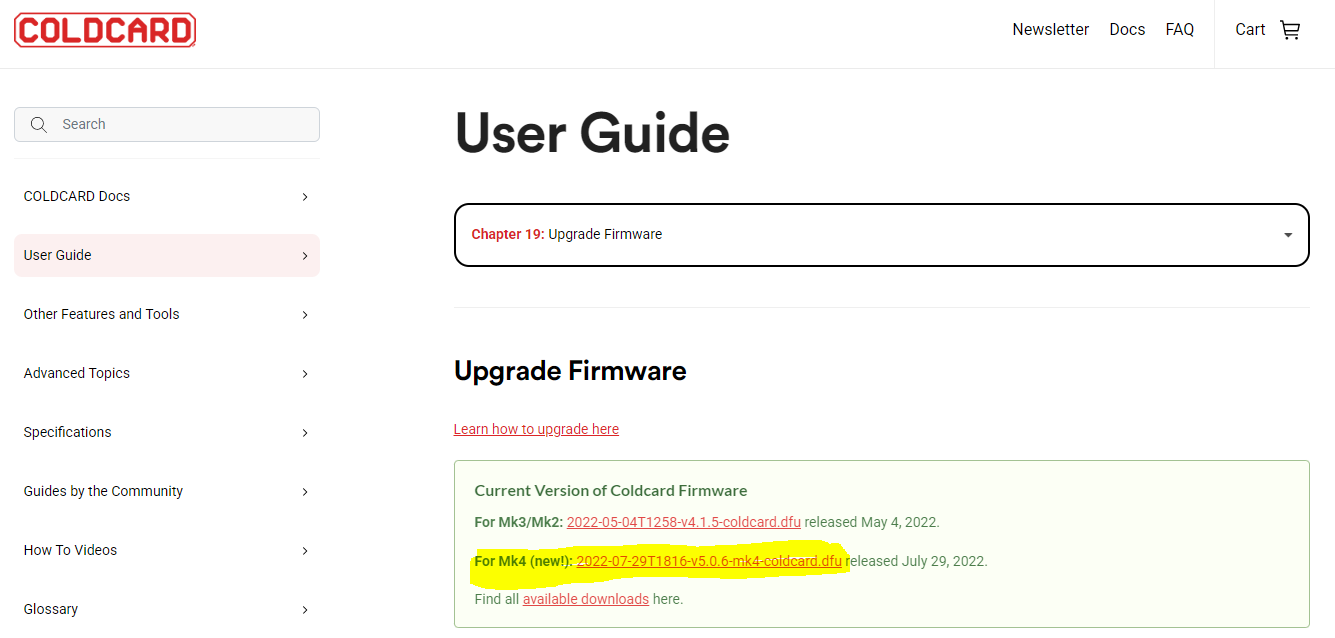 COLDCARD
Newsletter Docs FAQ Cart
Search
COLDCARD Docs
User Guide
Other Features and Tools
Advanced Topics
Specifications
Guides by the Community
How To Videos
Glossary
User Guide
Chapter 19: Upgrade Firmware
Upgrade Firmware
Learn how to upgrade here
Current Version of Coldcard Firmware
For Mk3/Mk2: 2022-05-04T1258-v4.1.5-coldcard.dfu released May 4, 2022.
For Mk4 (new!): 2022-07-29T1816-v5.0.6-mk4-coldcard.dfu released July 29, 2022.
Find all available downloads here.